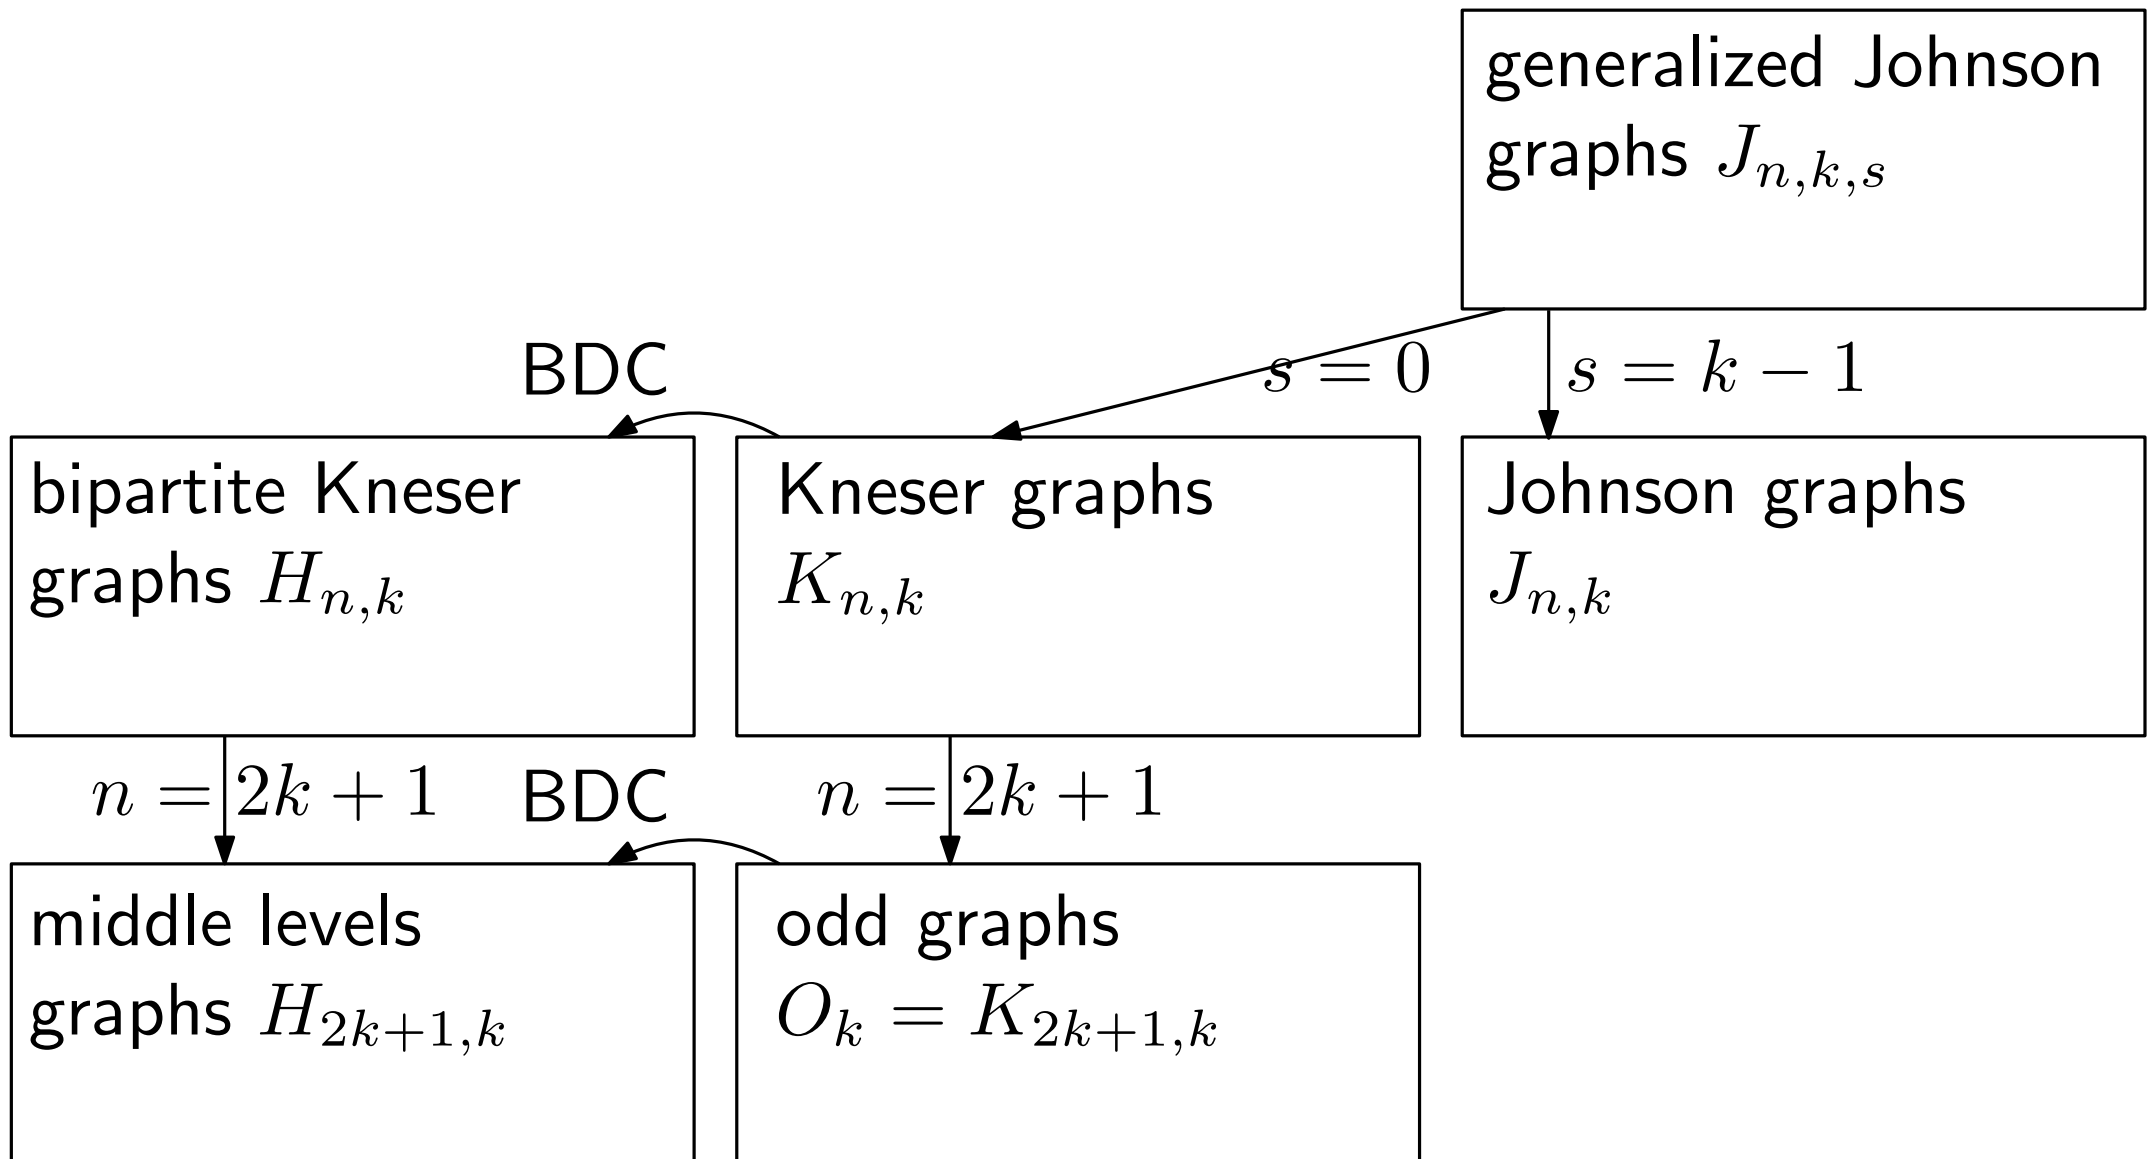 generalized Johnson
graphs J_{n,k,s}
BDC
s = 0
s = k − 1
bipartite Kneser
graphs H_{n,k}
Kneser graphs
K_{n,k}
Johnson graphs
J_{n,k}
n = 2k + 1
BDC
n = 2k + 1
middle levels
graphs H_{2k+1,k}
odd graphs
O_k = K_{2k+1,k}